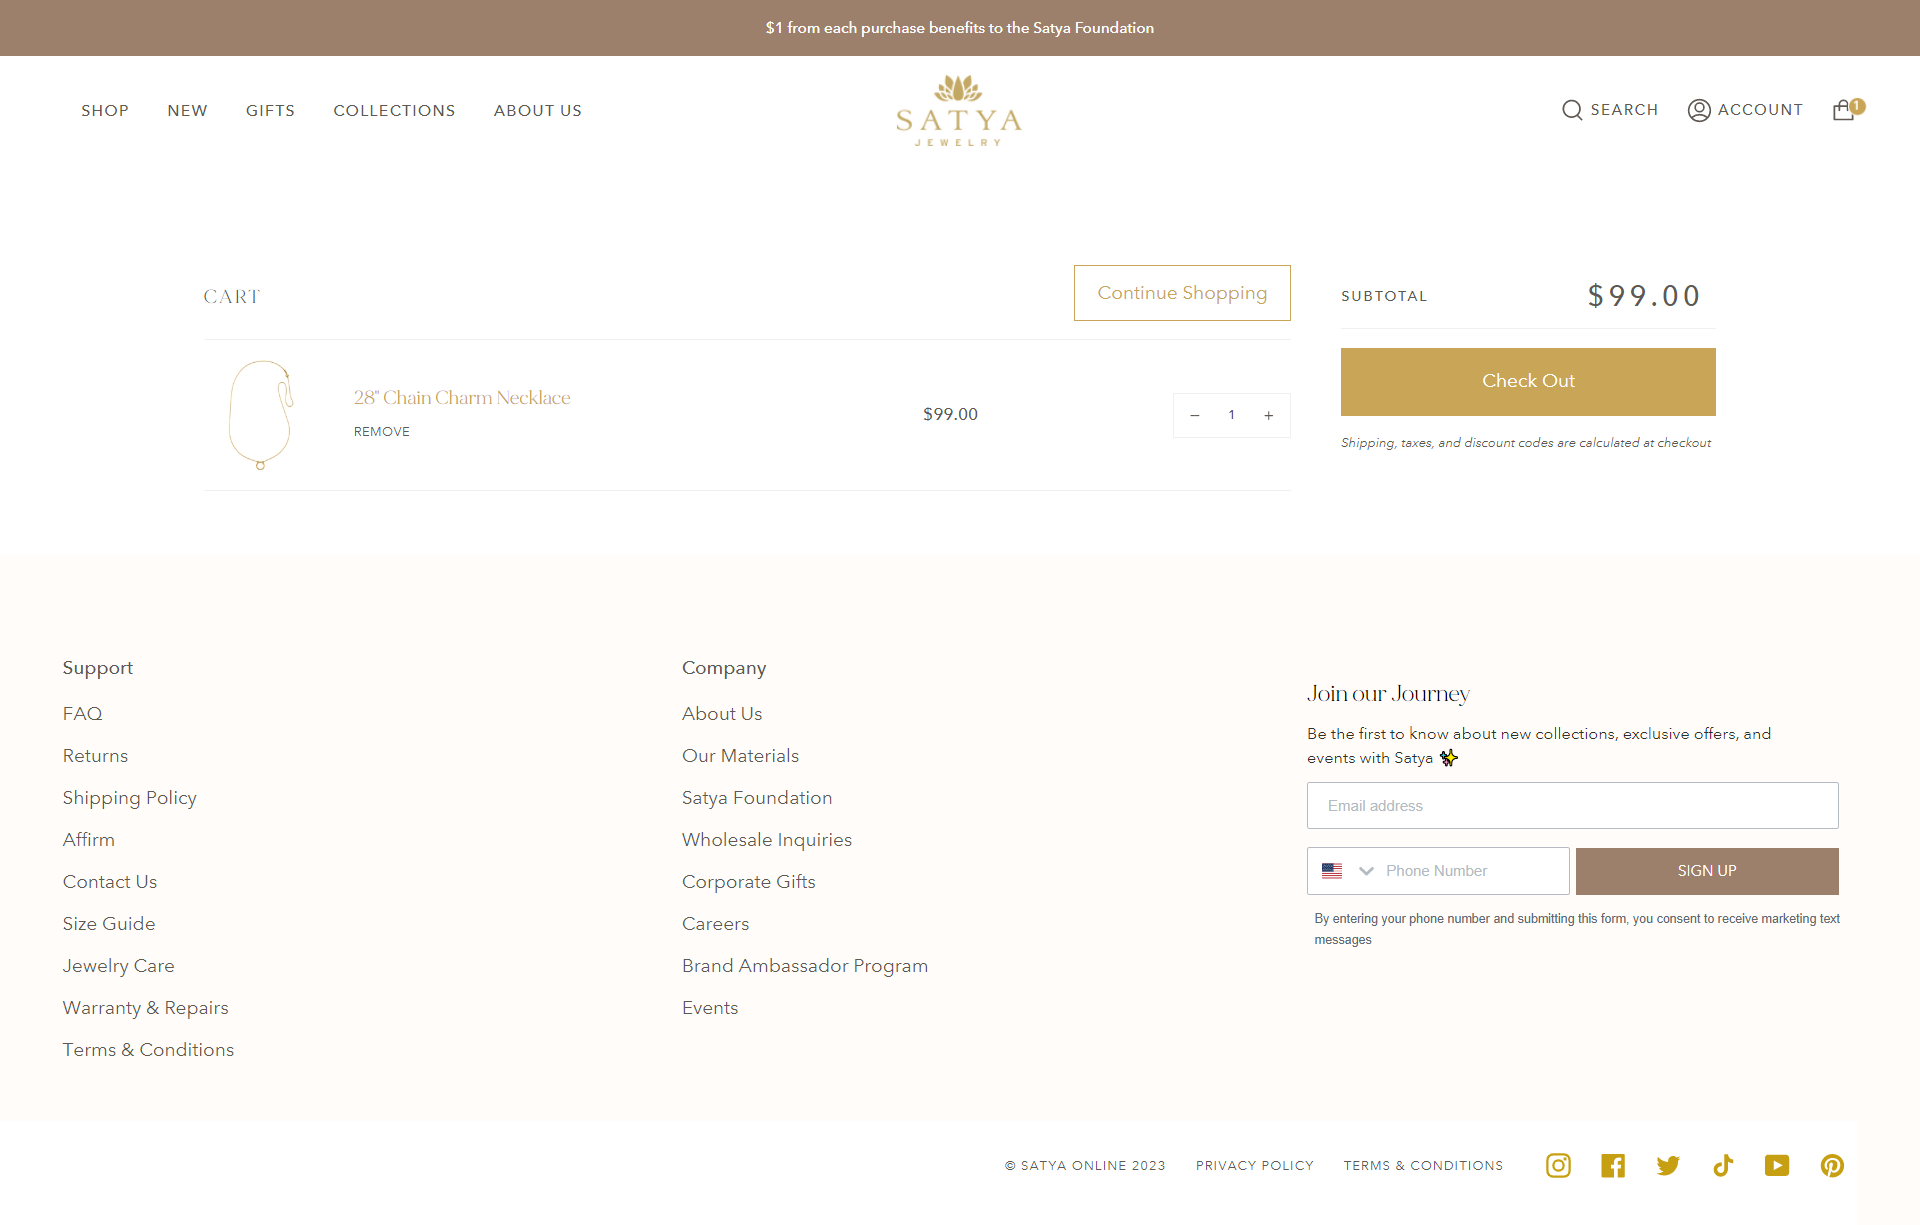 $1 from each purchase benefits to the Satya Foundation
SHOP NEW GIFTS COLLECTIONS ABOUT US
SATYA
JEWELRY
SEARCH ACCOUNT 1
CART
Continue Shopping
28" Chain Charm Necklace
REMOVE
$99.00
− 1 +
SUBTOTAL $99.00
Check Out
Shipping, taxes, and discount codes are calculated at checkout
Support
FAQ
Returns
Shipping Policy
Affirm
Contact Us
Size Guide
Jewelry Care
Warranty & Repairs
Terms & Conditions
Company
About Us
Our Materials
Satya Foundation
Wholesale Inquiries
Corporate Gifts
Careers
Brand Ambassador Program
Events
Join our Journey
Be the first to know about new collections, exclusive offers, and
events with Satya ✨
Email address
Phone Number
SIGN UP
By entering your phone number and submitting this form, you consent to receive marketing text
messages
© SATYA ONLINE 2023 PRIVACY POLICY TERMS & CONDITIONS